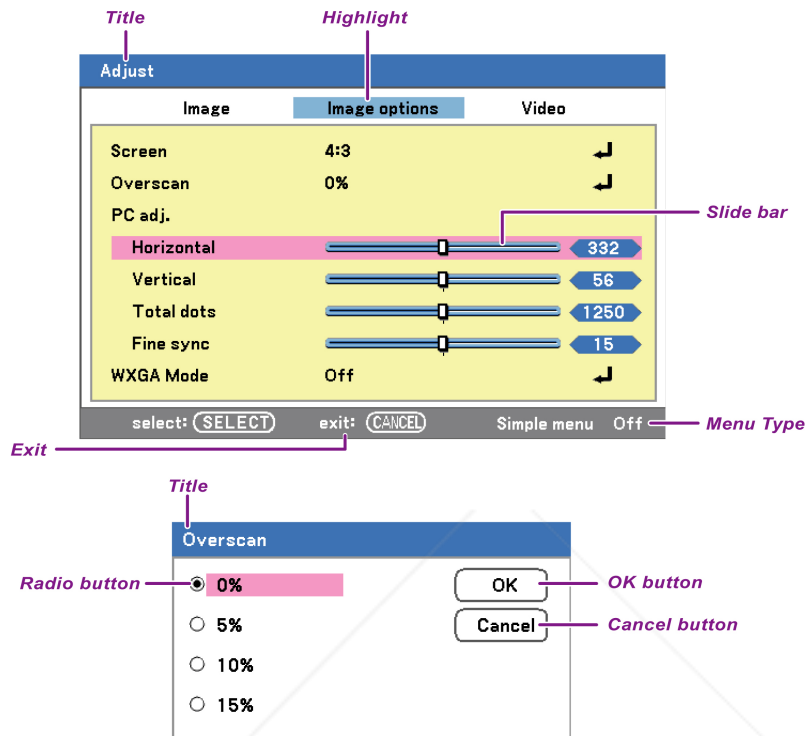 Title Highlight
Adjust
Image Image options Video
Screen 4:3
Overscan 0%
PC adj.
Slide bar
Horizontal 332
Vertical 56
Total dots 1250
Fine sync 15
WXGA Mode Off
select: SELECT exit: CANCEL Simple menu Off
Menu Type
Exit
Title
Overscan
Radio button 0% OK OK button
5% Cancel Cancel button
10%
15%